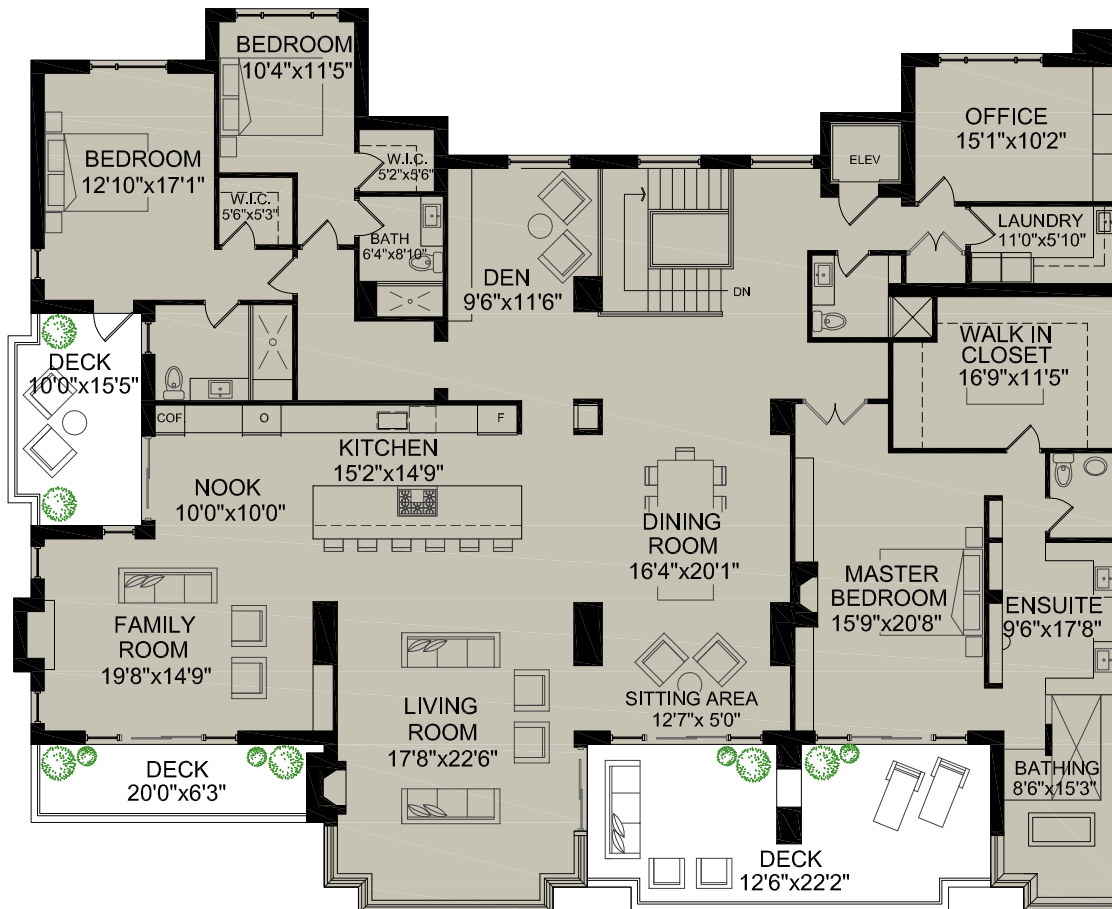 BEDROOM
10'4"x11'5"
BEDROOM
12'10"x17'1"
W.I.C.
5'2"x5'6"
W.I.C.
5'6"x5'3"
BATH
6'4"x8'10"
DEN
9'6"x11'6"
DN
ELEV
OFFICE
15'1"x10'2"
LAUNDRY
11'0"x5'10"
WALK IN
CLOSET
16'9"x11'5"
DECK
10'0"x15'5"
COF
O
F
KITCHEN
15'2"x14'9"
NOOK
10'0"x10'0"
DINING
ROOM
16'4"x20'1"
MASTER
BEDROOM
15'9"x20'8"
ENSUITE
9'6"x17'8"
FAMILY
ROOM
19'8"x14'9"
LIVING
ROOM
17'8"x22'6"
SITTING AREA
12'7"x 5'0"
DECK
20'0"x6'3"
BATHING
8'6"x15'3"
DECK
12'6"x22'2"